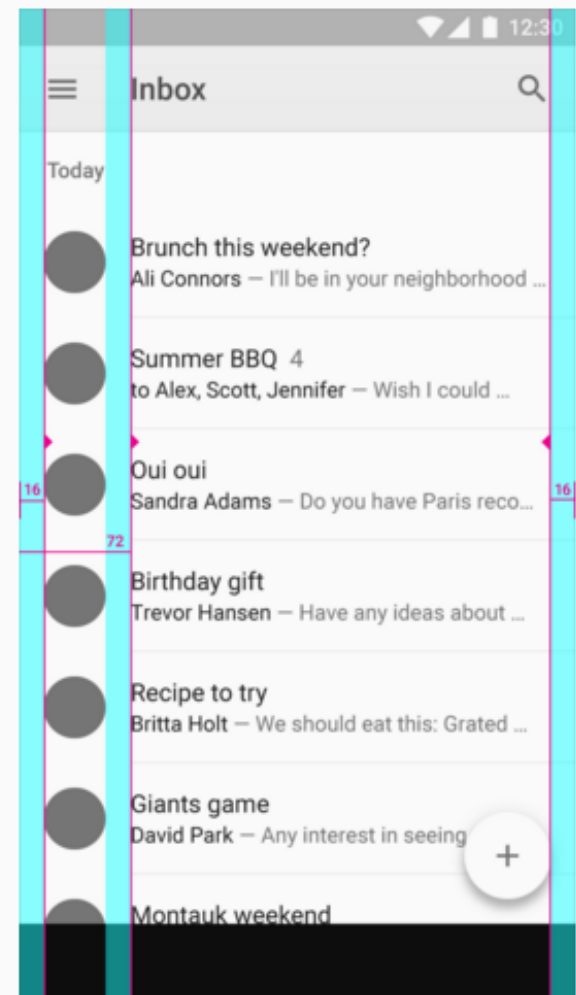 12:30
Inbox
Today
Brunch this weekend?
Ali Connors — I'll be in your neighborhood ...
Summer BBQ 4
to Alex, Scott, Jennifer — Wish I could ...
Oui oui
Sandra Adams — Do you have Paris reco...
16
16
72
Birthday gift
Trevor Hansen — Have any ideas about ...
Recipe to try
Britta Holt — We should eat this: Grated ...
Giants game
David Park — Any interest in seeing
+
Montauk weekend